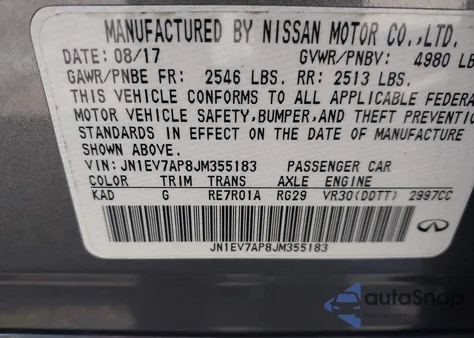 MANUFACTURED BY NISSAN MOTOR CO.,LTD.
DATE: 08/17 GVWR/PNBV: 4980 LB
GAWR/PNBE FR: 2546 LBS. RR: 2513 LBS.
THIS VEHICLE CONFORMS TO ALL APPLICABLE FEDERA
MOTOR VEHICLE SAFETY,BUMPER,AND THEFT PREVENTIO
STANDARDS IN EFFECT ON THE DATE OF MANUFACTURE
SHOWN ABOVE.
VIN: JN1EV7AP8JM355183 PASSENGER CAR
COLOR TRIM TRANS AXLE ENGINE
KAD G RE7R01A RG29 VR30(DDTT) 2997CC
JN1EV7AP8JM355183
autoSnap